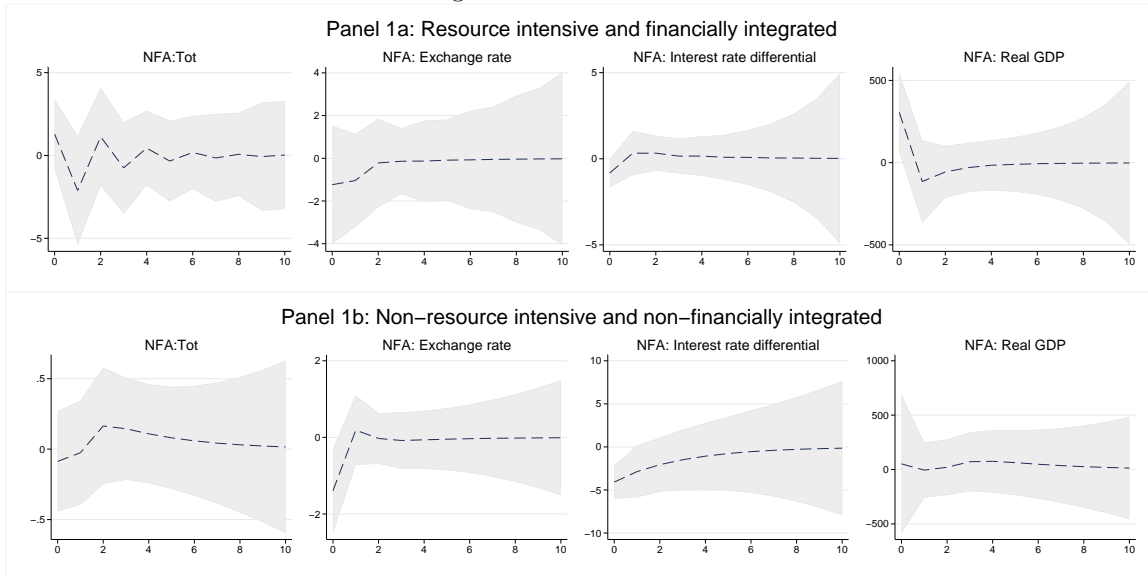 Panel 1a: Resource intensive and financially integrated
NFA:Tot
5
0
−5
0 2 4 6 8 10
NFA: Exchange rate
4
2
0
−2
−4
0 2 4 6 8 10
NFA: Interest rate differential
5
0
−5
0 2 4 6 8 10
NFA: Real GDP
500
0
−500
0 2 4 6 8 10
Panel 1b: Non−resource intensive and non−financially integrated
NFA:Tot
.5
0
−.5
0 2 4 6 8 10
NFA: Exchange rate
2
0
−2
0 2 4 6 8 10
NFA: Interest rate differential
10
5
0
−5
−10
0 2 4 6 8 10
NFA: Real GDP
1000
500
0
−500
0 2 4 6 8 10